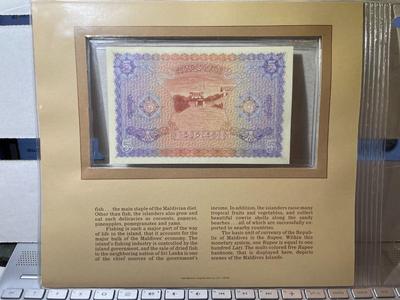 5
5
5
5
fish... the main staple of the Maldivian diet.
Other than fish, the islanders also grow and
eat such delicacies as coconuts, papayas,
pineapples, pomegranates and yams.
Fishing is such a major part of the way
of life in the island, that it accounts for the
major bulk of the Maldives' economy. The
island's fishing industry is controlled by the
island government, and the sale of dried fish
to the neighboring nation of Sri Lanka is one
of the chief sources of the government's
income. In addition, the islanders raise many
tropical fruits and vegetables, and collect
beautiful cowrie shells along the sandy
beaches... all of which are successfully ex-
ported to nearby countries.
The basic unit of currency of the Repub-
lic of Maldives is the Rupee. Within this
monetary system, one Rupee is equal to one
hundred Lari. The multi-colored five Rupee
banknote, that is displayed here, depicts
scenes of the Maldive Islands.